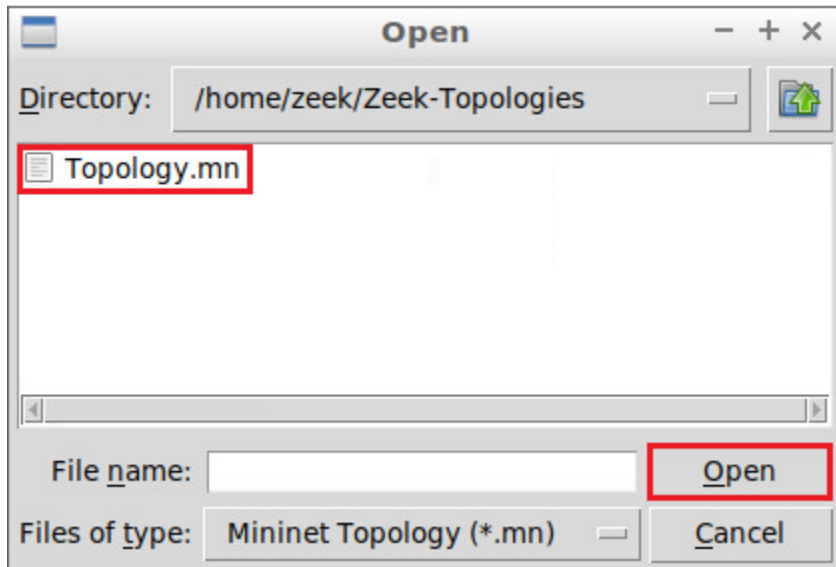 Open
Directory: /home/zeek/Zeek-Topologies
Topology.mn
File name: Open
Files of type: Mininet Topology (*.mn) Cancel